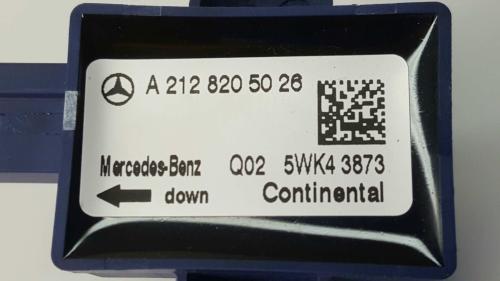 A 212 820 50 26
Mercedes-Benz Q02 5WK4 3873
down Continental